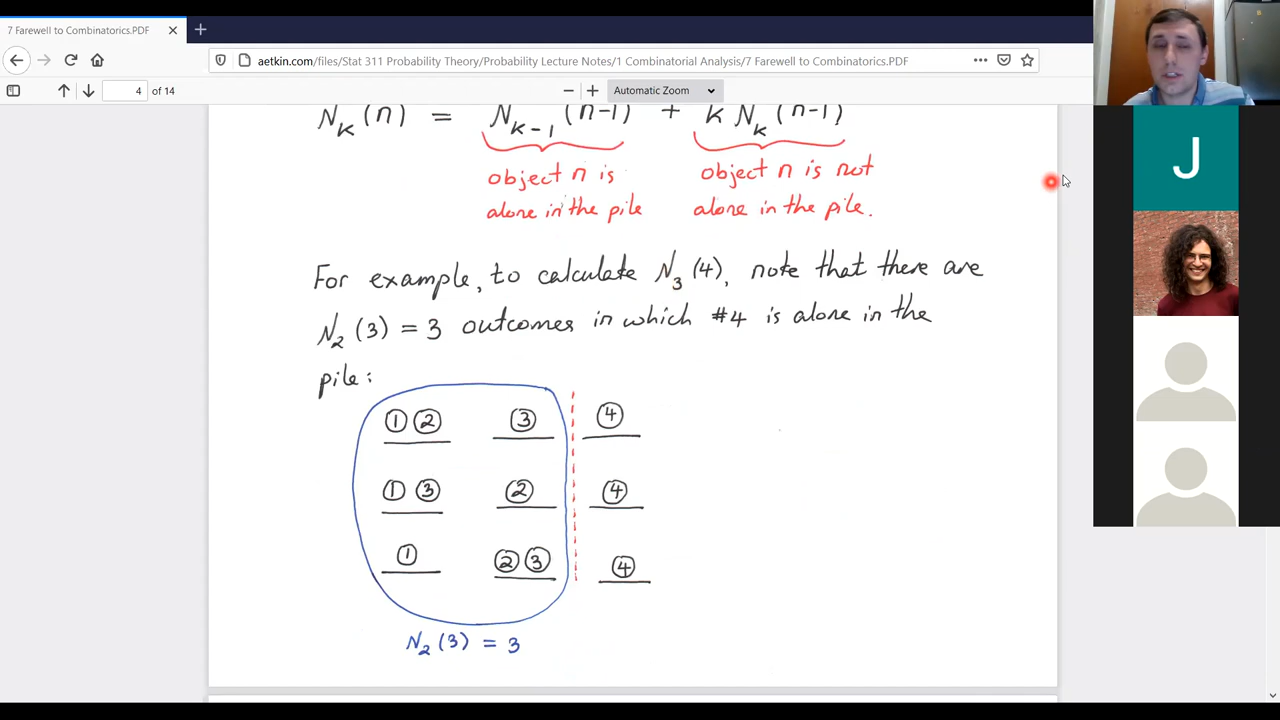 7 Farewell to Combinatorics.PDF
aetkin.com/files/Stat 311 Probability Theory/Probability Lecture Notes/1 Combinatorial Analysis/7 Farewell to Combinatorics.PDF
4 of 14
Automatic Zoom
N_k (n) = N_{k-1} (n-1) + k N_k (n-1)
object n is
alone in the pile
object n is not
alone in the pile.
For example, to calculate N_3 (4), note that there are
N_2 (3) = 3 outcomes in which #4 is alone in the
pile:
① ② ③ ④
① ③ ② ④
① ② ③ ④
N_2 (3) = 3
J